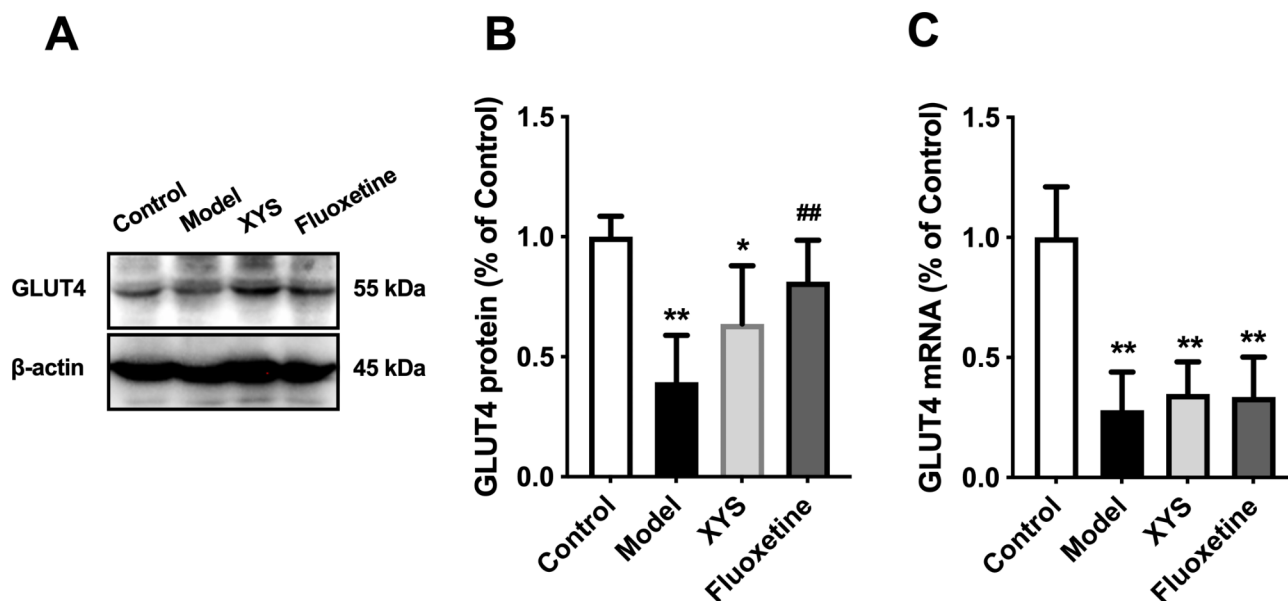 A
Control
Model
XYS
Fluoxetine
GLUT4
55 kDa
β-actin
45 kDa
B
GLUT4 protein (% of Control)
1.5
1.0
0.5
0.0
**
*
##
Control
Model
XYS
Fluoxetine
C
GLUT4 mRNA (% of Control)
1.5
1.0
0.5
0.0
**
**
**
Control
Model
XYS
Fluoxetine